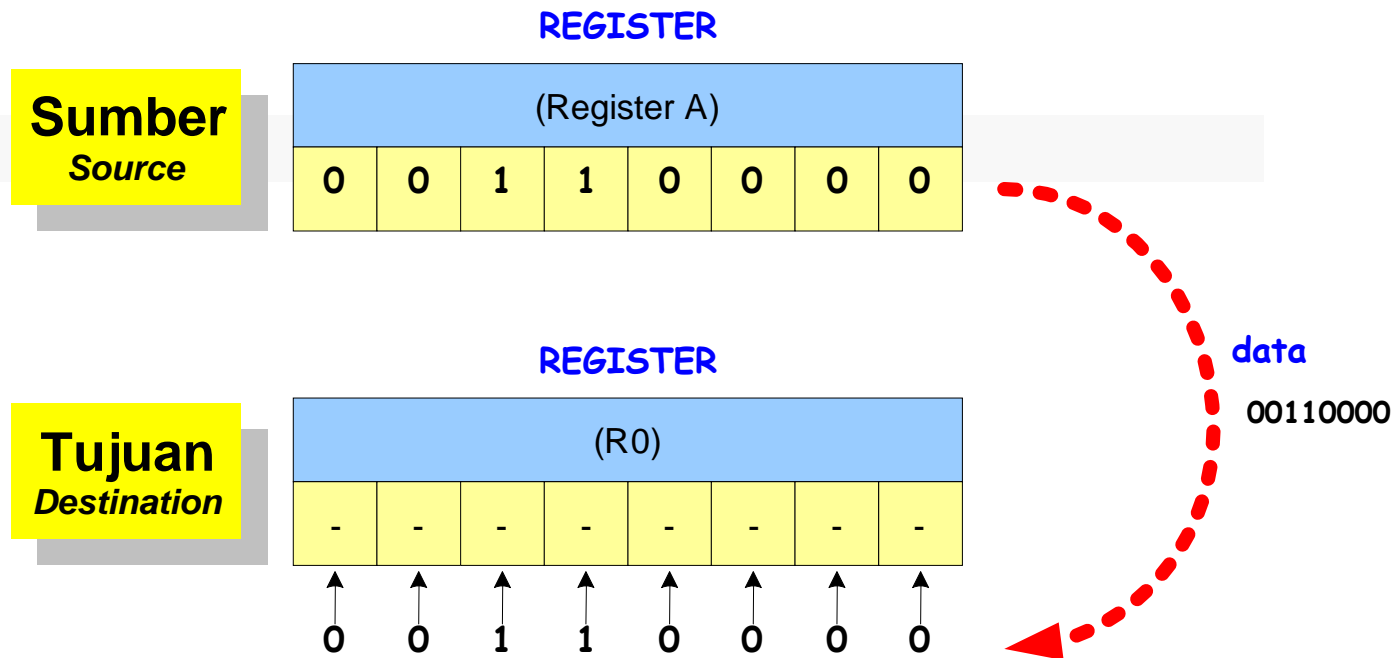 REGISTER
Sumber
Source
(Register A)
0 0 1 1 0 0 0 0
REGISTER
data
00110000
Tujuan
Destination
(R0)
- - - - - - - -
0 0 1 1 0 0 0 0